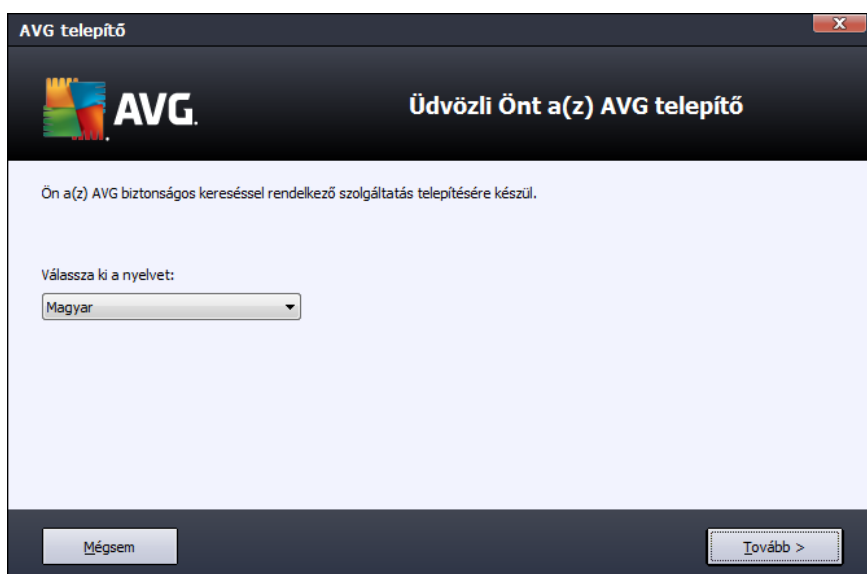 AVG telepítő
X
AVG.
Üdvözli Önt a(z) AVG telepítő
Ön a(z) AVG biztonságos kereséssel rendelkező szolgáltatás telepítésére készül.
Válassza ki a nyelvet:
Magyar
Mégsem
Tovább >